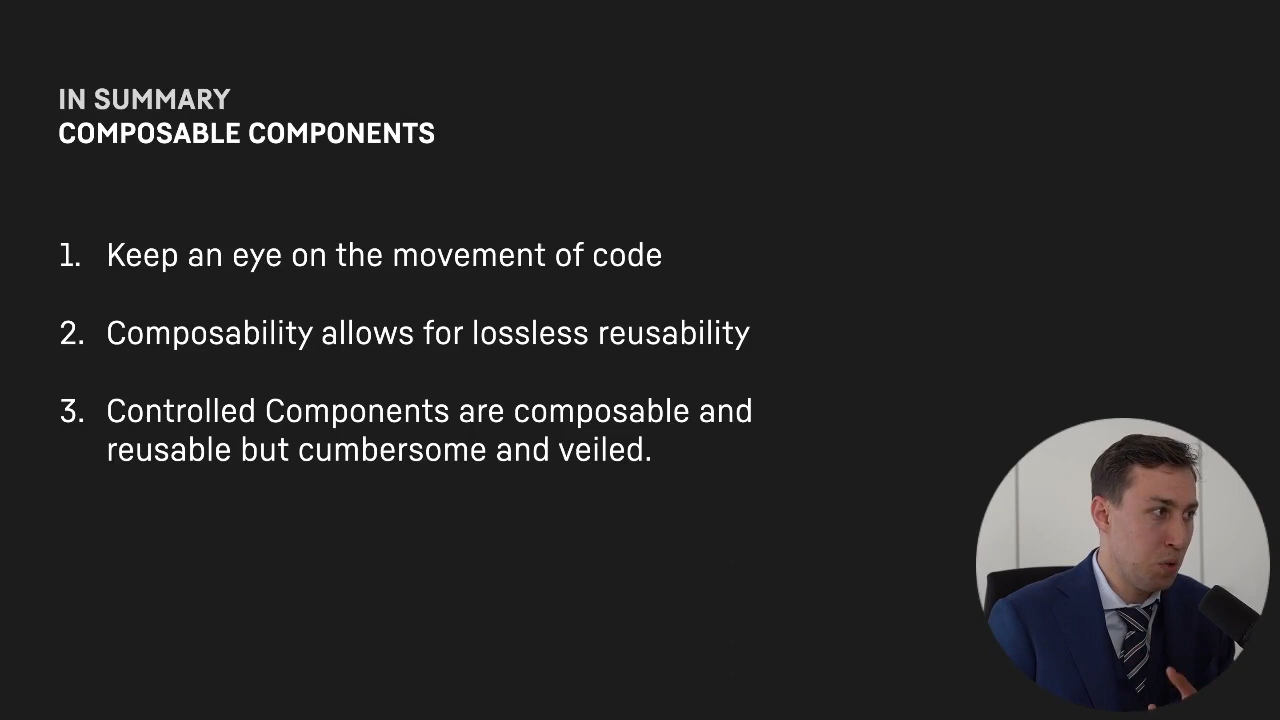 IN SUMMARY
COMPOSABLE COMPONENTS
1. Keep an eye on the movement of code
2. Composability allows for lossless reusability
3. Controlled Components are composable and
reusable but cumbersome and veiled.